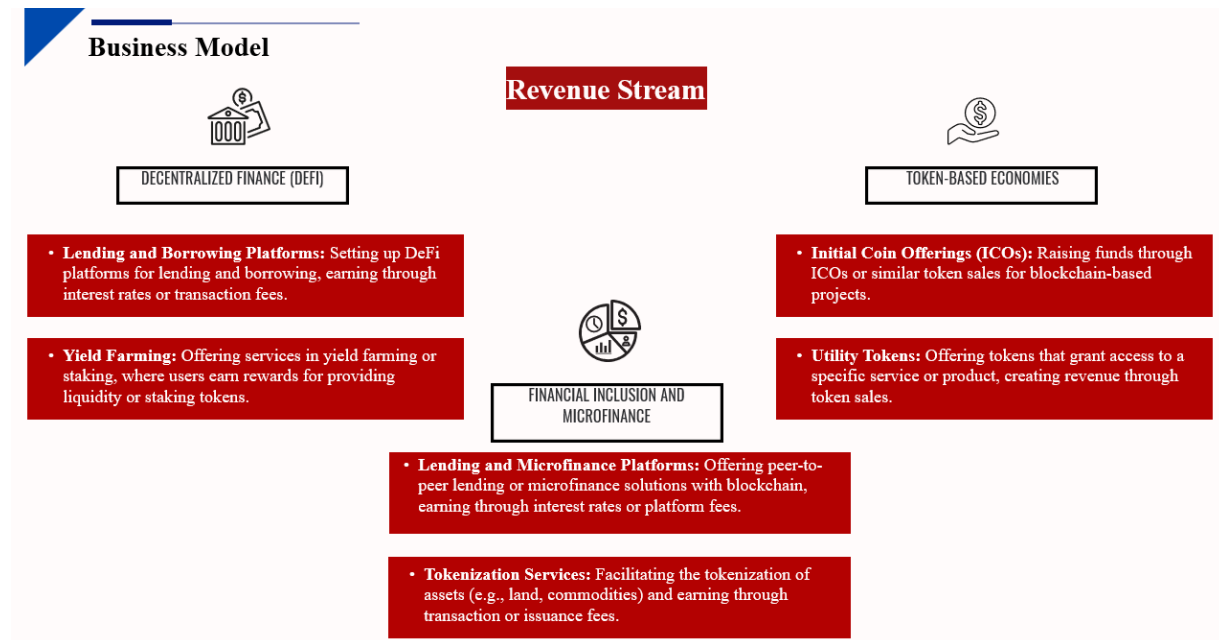 Business Model
Revenue Stream
DECENTRALIZED FINANCE (DEFI)
• Lending and Borrowing Platforms: Setting up DeFi
platforms for lending and borrowing, earning through
interest rates or transaction fees.
• Yield Farming: Offering services in yield farming or
staking, where users earn rewards for providing
liquidity or staking tokens.
FINANCIAL INCLUSION AND
MICROFINANCE
• Lending and Microfinance Platforms: Offering peer-to-
peer lending or microfinance solutions with blockchain,
earning through interest rates or platform fees.
• Tokenization Services: Facilitating the tokenization of
assets (e.g., land, commodities) and earning through
transaction or issuance fees.
TOKEN-BASED ECONOMIES
• Initial Coin Offerings (ICOs): Raising funds through
ICOs or similar token sales for blockchain-based
projects.
• Utility Tokens: Offering tokens that grant access to a
specific service or product, creating revenue through
token sales.